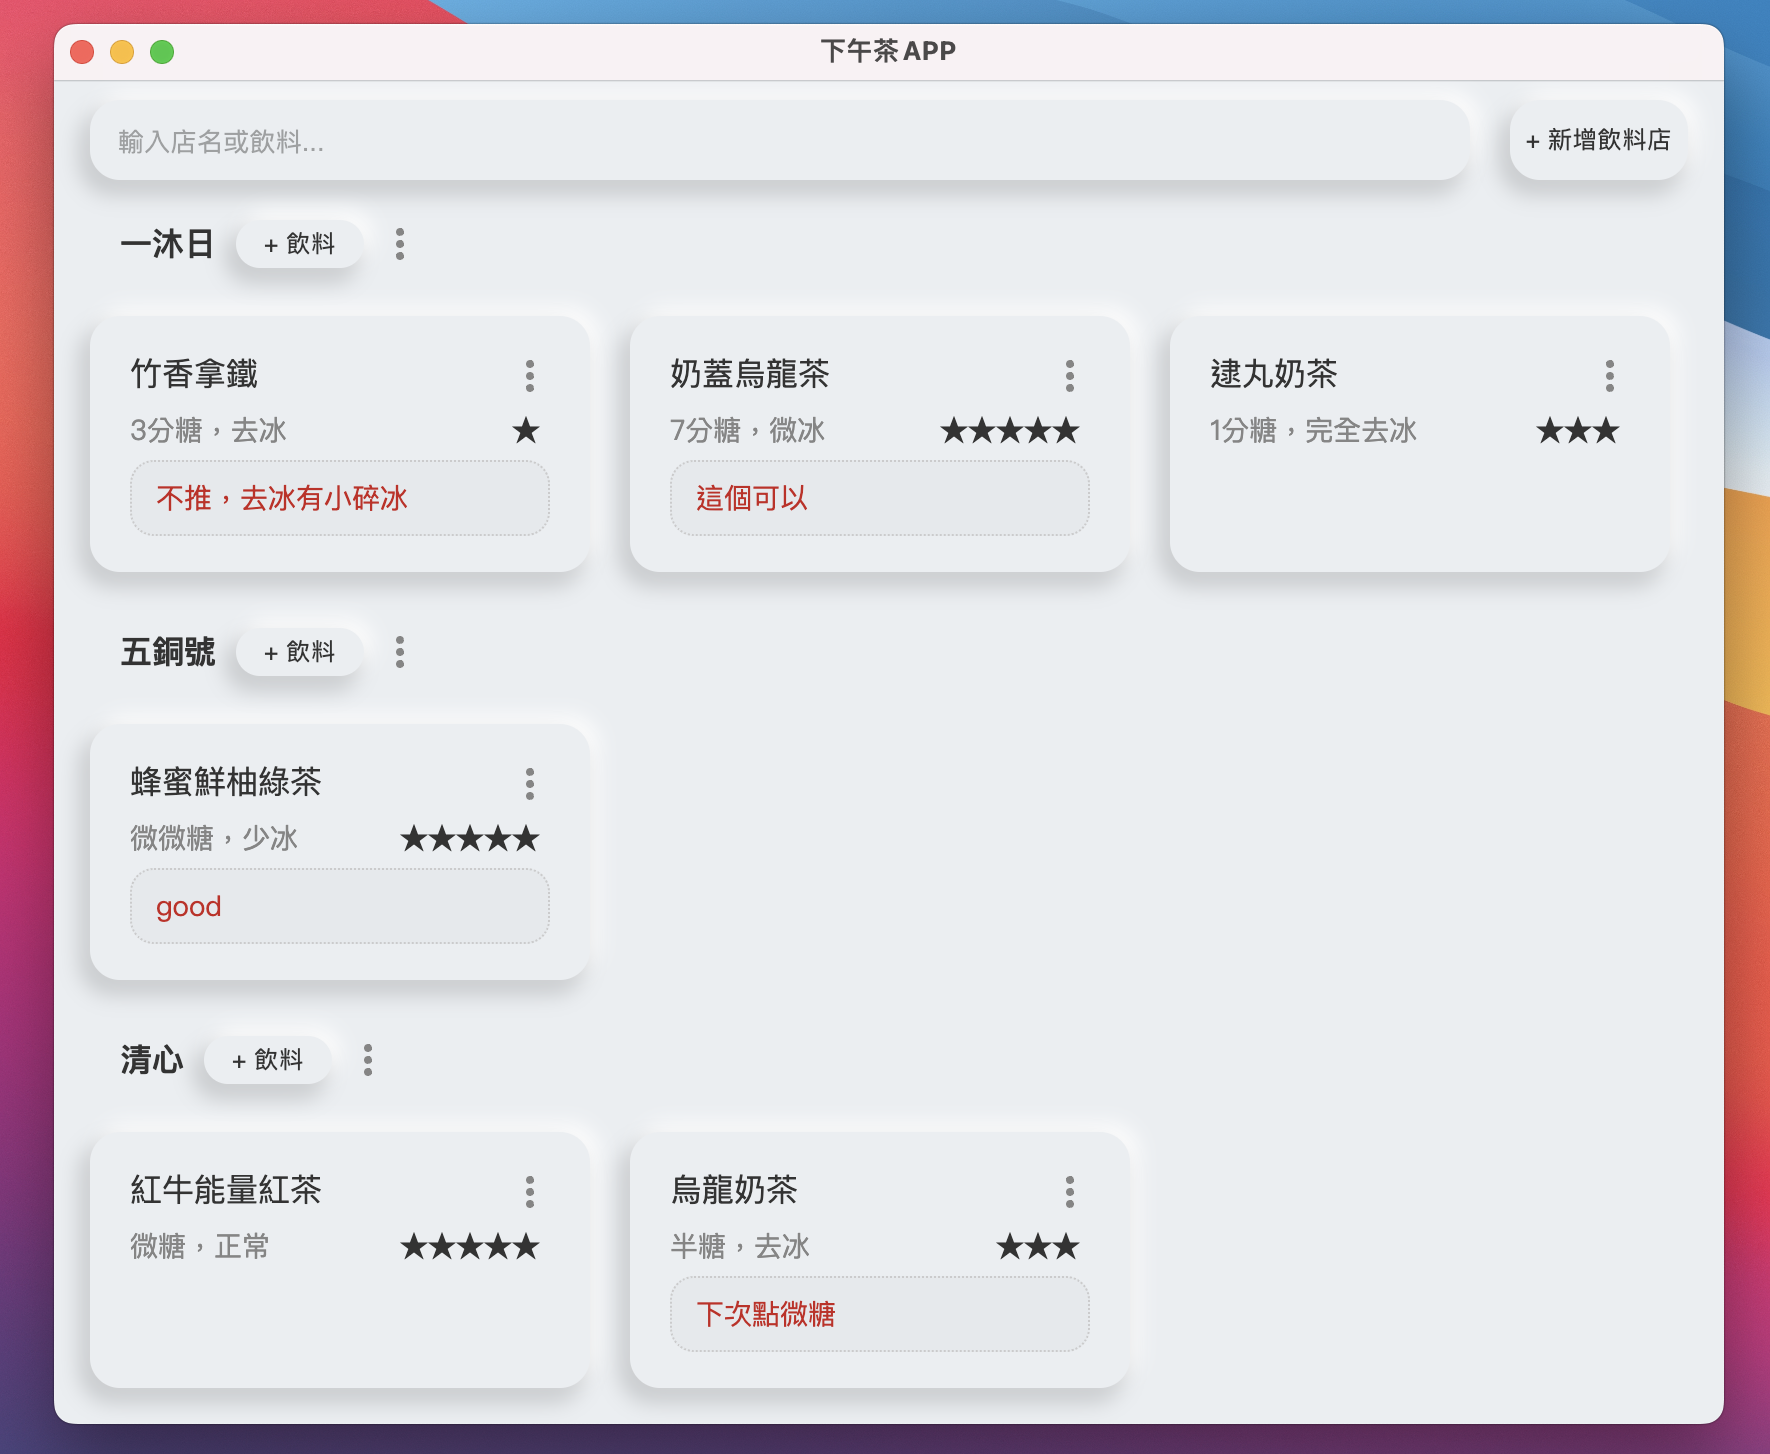 下午茶 APP
輸入店名或飲料...
+ 新增飲料店
一沐日
+ 飲料
竹香拿鐵
3分糖，去冰
★
不推，去冰有小碎冰
奶蓋烏龍茶
7分糖，微冰
★★★★★
這個可以
逮丸奶茶
1分糖，完全去冰
★★★
五銅號
+ 飲料
蜂蜜鮮柚綠茶
微微糖，少冰
★★★★★
good
清心
+ 飲料
紅牛能量紅茶
微糖，正常
★★★★★
烏龍奶茶
半糖，去冰
★★★
下次點微糖